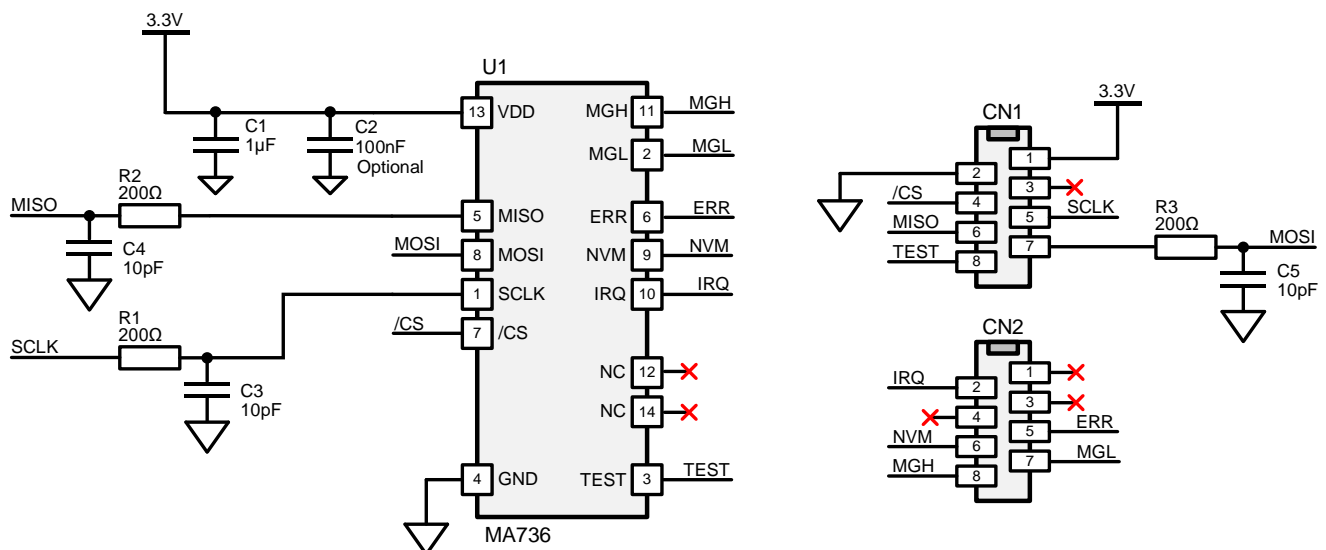 3.3V
U1
13 VDD
MGH 11 MGH
C1
1µF
C2
100nF
Optional
MGL 2 MGL
R2
200Ω
MISO
5 MISO
ERR 6 ERR
C4
10pF
MOSI 8 MOSI
NVM 9 NVM
1 SCLK
IRQ 10 IRQ
R1
200Ω
SCLK
/CS 7 /CS
C3
10pF
NC 12
NC 14
4 GND
TEST 3 TEST
MA736
3.3V
CN1
1
2
3
/CS 4
5 SCLK
MISO 6
7
R3
200Ω
MOSI
TEST 8
C5
10pF
CN2
1
IRQ 2
3
4
5 ERR
NVM 6
7 MGL
MGH 8